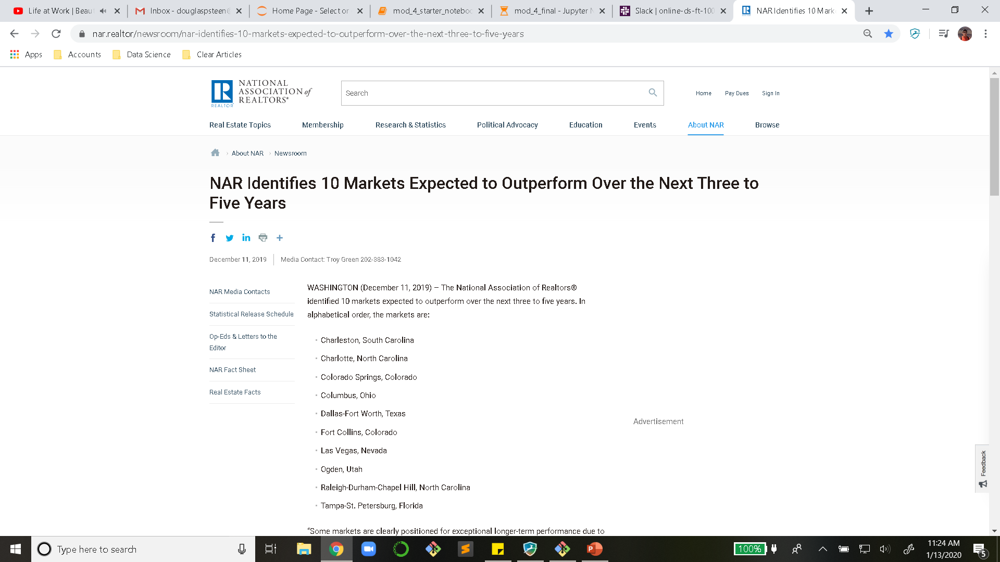 Life at Work | Beau
Inbox - douglaspsteen@
Home Page - Select or
mod_4_starter_notebo
mod_4_final - Jupyter N
Slack | online-ds-ft-100
NAR Identifies 10 Mark
nar.realtor/newsroom/nar-identifies-10-markets-expected-to-outperform-over-the-next-three-to-five-years
Apps
Accounts
Data Science
Clear Articles
R
REALTOR
NATIONAL
ASSOCIATION of
REALTORS®
Search
Home
Pay Dues
Sign In
Real Estate Topics
Membership
Research & Statistics
Political Advocacy
Education
Events
About NAR
Browse
› About NAR › Newsroom
NAR Identifies 10 Markets Expected to Outperform Over the Next Three to
Five Years
December 11, 2019
Media Contact: Troy Green 202-383-1042
NAR Media Contacts
Statistical Release Schedule
Op-Eds & Letters to the
Editor
NAR Fact Sheet
Real Estate Facts
WASHINGTON (December 11, 2019) – The National Association of Realtors®
identified 10 markets expected to outperform over the next three to five years. In
alphabetical order, the markets are:
• Charleston, South Carolina
• Charlotte, North Carolina
• Colorado Springs, Colorado
• Columbus, Ohio
• Dallas-Fort Worth, Texas
• Fort Collins, Colorado
• Las Vegas, Nevada
• Ogden, Utah
• Raleigh-Durham-Chapel Hill, North Carolina
• Tampa-St. Petersburg, Florida
“Some markets are clearly positioned for exceptional longer-term performance due to
Advertisement
Feedback
Type here to search
100%
11:24 AM
1/13/2020
5